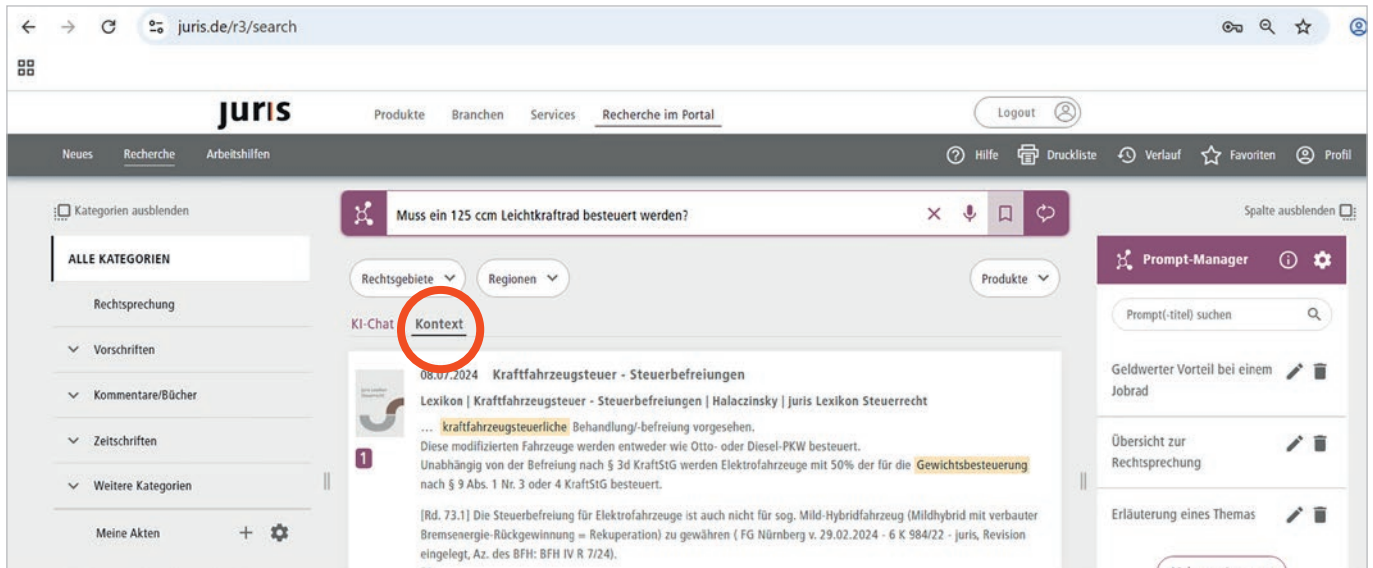 juris.de/r3/search
juris
Produkte Branchen Services Recherche im Portal
Logout
Neues Recherche Arbeitshilfen
Hilfe Druckliste Verlauf Favoriten Profil
Kategorien ausblenden
Muss ein 125 ccm Leichtkraftrad besteuert werden?
Spalte ausblenden
ALLE KATEGORIEN
Rechtsprechung
Vorschriften
Kommentare/Bücher
Zeitschriften
Weitere Kategorien
Meine Akten
Rechtsgebiete Regionen Produkte
KI-Chat Kontext
08.07.2024 Kraftfahrzeugsteuer - Steuerbefreiungen
Lexikon | Kraftfahrzeugsteuer - Steuerbefreiungen | Halaczinsky | juris Lexikon Steuerrecht
... kraftfahrzeugsteuerliche Behandlung/-befreiung vorgesehen.
Diese modifizierten Fahrzeuge werden entweder wie Otto- oder Diesel-PKW besteuert.
1
Unabhängig von der Befreiung nach § 3d KraftStG werden Elektrofahrzeuge mit 50% der für die Gewichtsbesteuerung
nach § 9 Abs. 1 Nr. 3 oder 4 KraftStG besteuert.
[Rd. 73.1] Die Steuerbefreiung für Elektrofahrzeuge ist auch nicht für sog. Mild-Hybridfahrzeug (Mildhybrid mit verbauter
Bremsenergie-Rückgewinnung = Rekuperation) zu gewähren ( FG Nürnberg v. 29.02.2024 - 6 K 984/22 - juris, Revision
eingelegt, Az. des BFH: BFH IV R 7/24).
Prompt-Manager
Prompt(-titel) suchen
Geldwerter Vorteil bei einem
Jobrad
Übersicht zur
Rechtsprechung
Erläuterung eines Themas